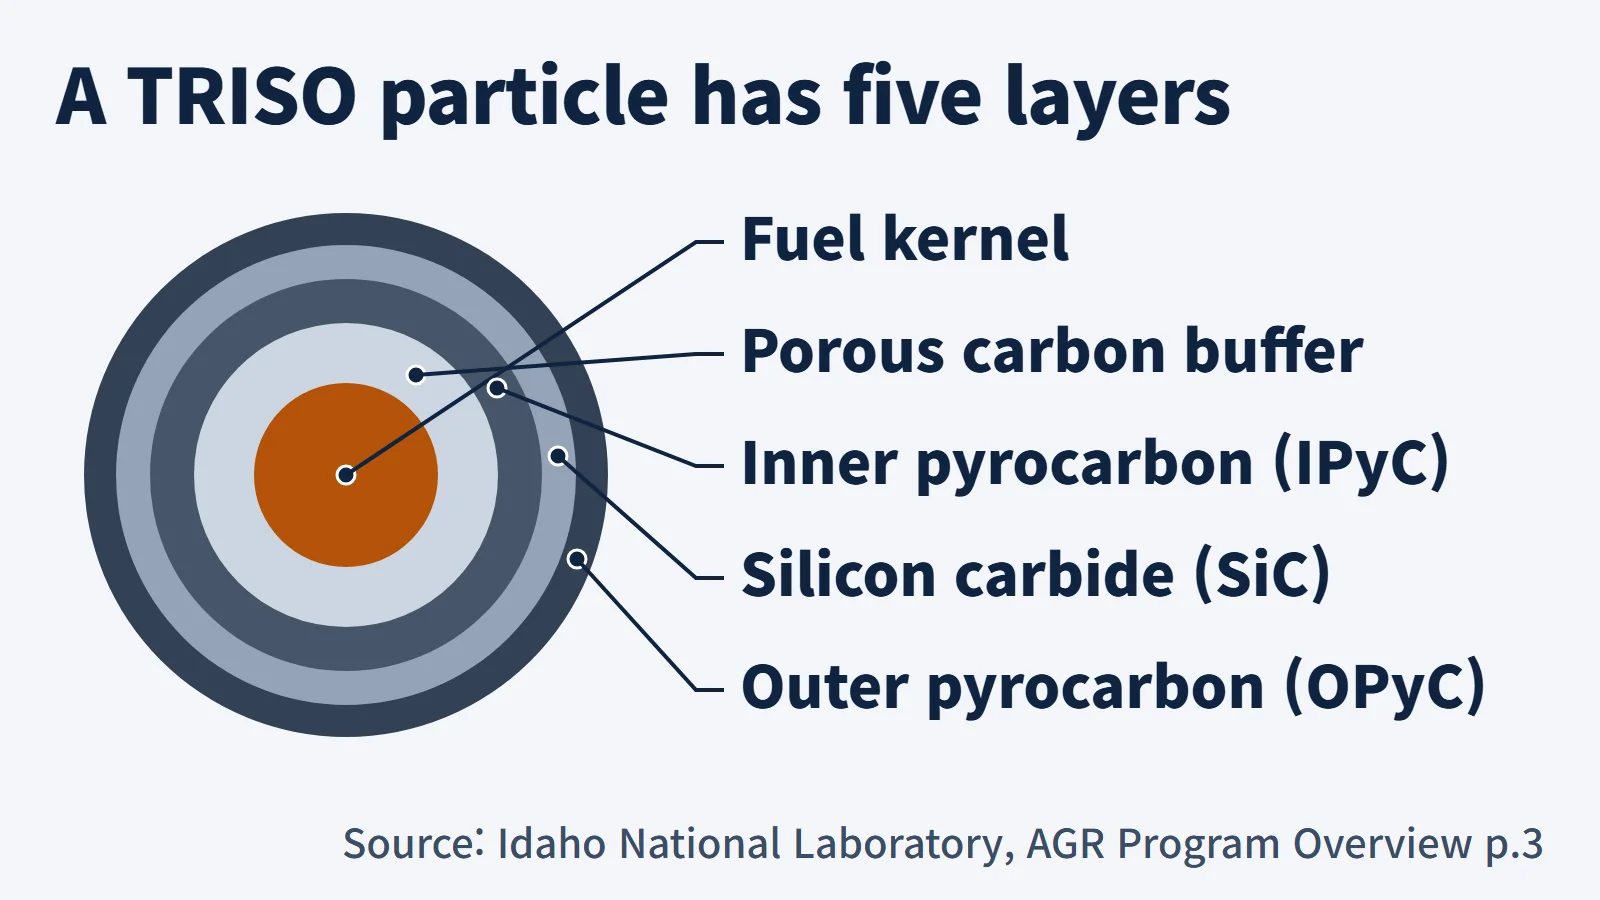 A TRISO particle has five layers
Fuel kernel
Porous carbon buffer
Inner pyrocarbon (IPyC)
Silicon carbide (SiC)
Outer pyrocarbon (OPyC)
Source: Idaho National Laboratory, AGR Program Overview p.3